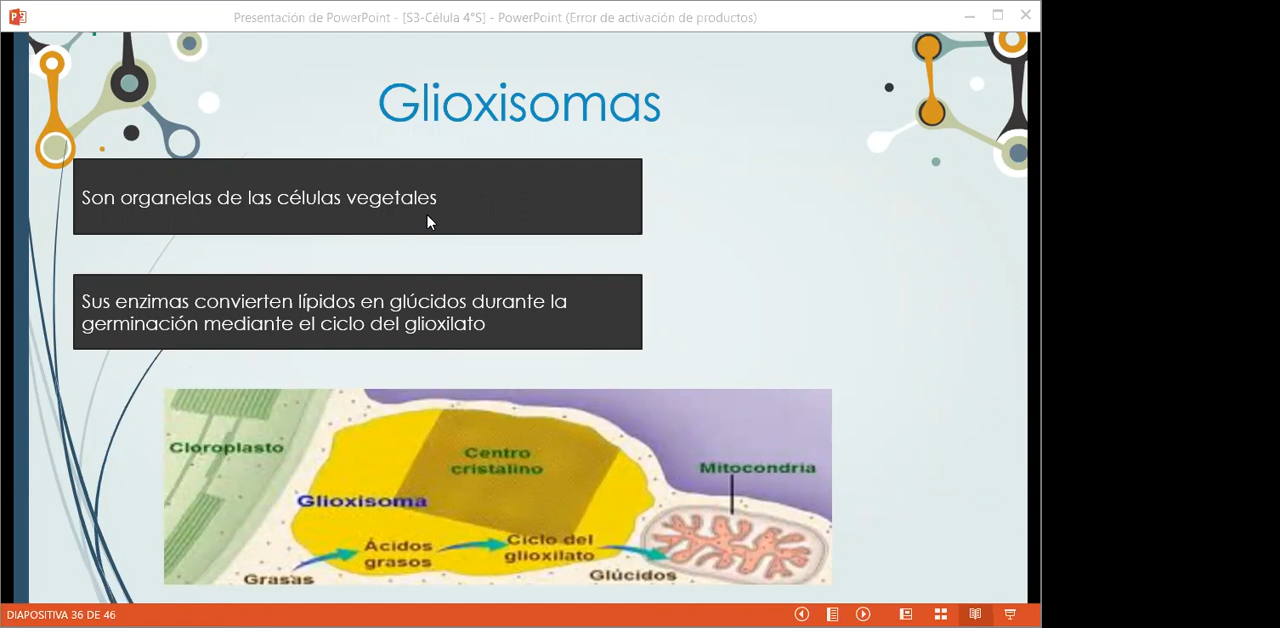 Presentación de PowerPoint - [S3-Célula 4°S] - PowerPoint (Error de activación de productos)
Glioxisomas
Son organelas de las células vegetales
Sus enzimas convierten lípidos en glúcidos durante la
germinación mediante el ciclo del glioxilato
Cloroplasto
Centro
cristalino
Mitocondria
Glioxisoma
Ácidos
grasos
Ciclo del
glioxilato
Grasas
Glúcidos
DIAPOSITIVA 36 DE 46